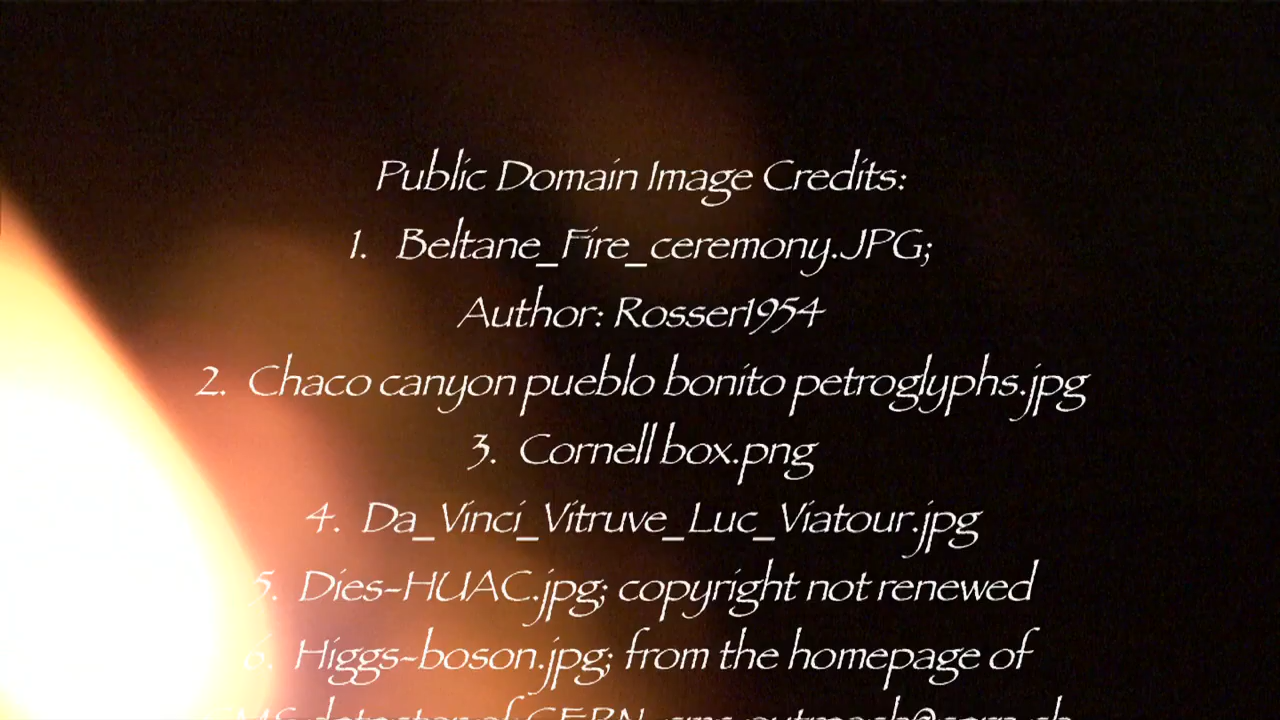 Public Domain Image Credits:
1. Beltane_Fire_ceremony.JPG;
Author: Rosser1954
2. Chaco canyon pueblo bonito petroglyphs.jpg
3. Cornell box.png
4. Da_Vinci_Vitruve_Luc_Viatour.jpg
5. Dies-HUAC.jpg; copyright not renewed
6. Higgs-boson.jpg; from the homepage of